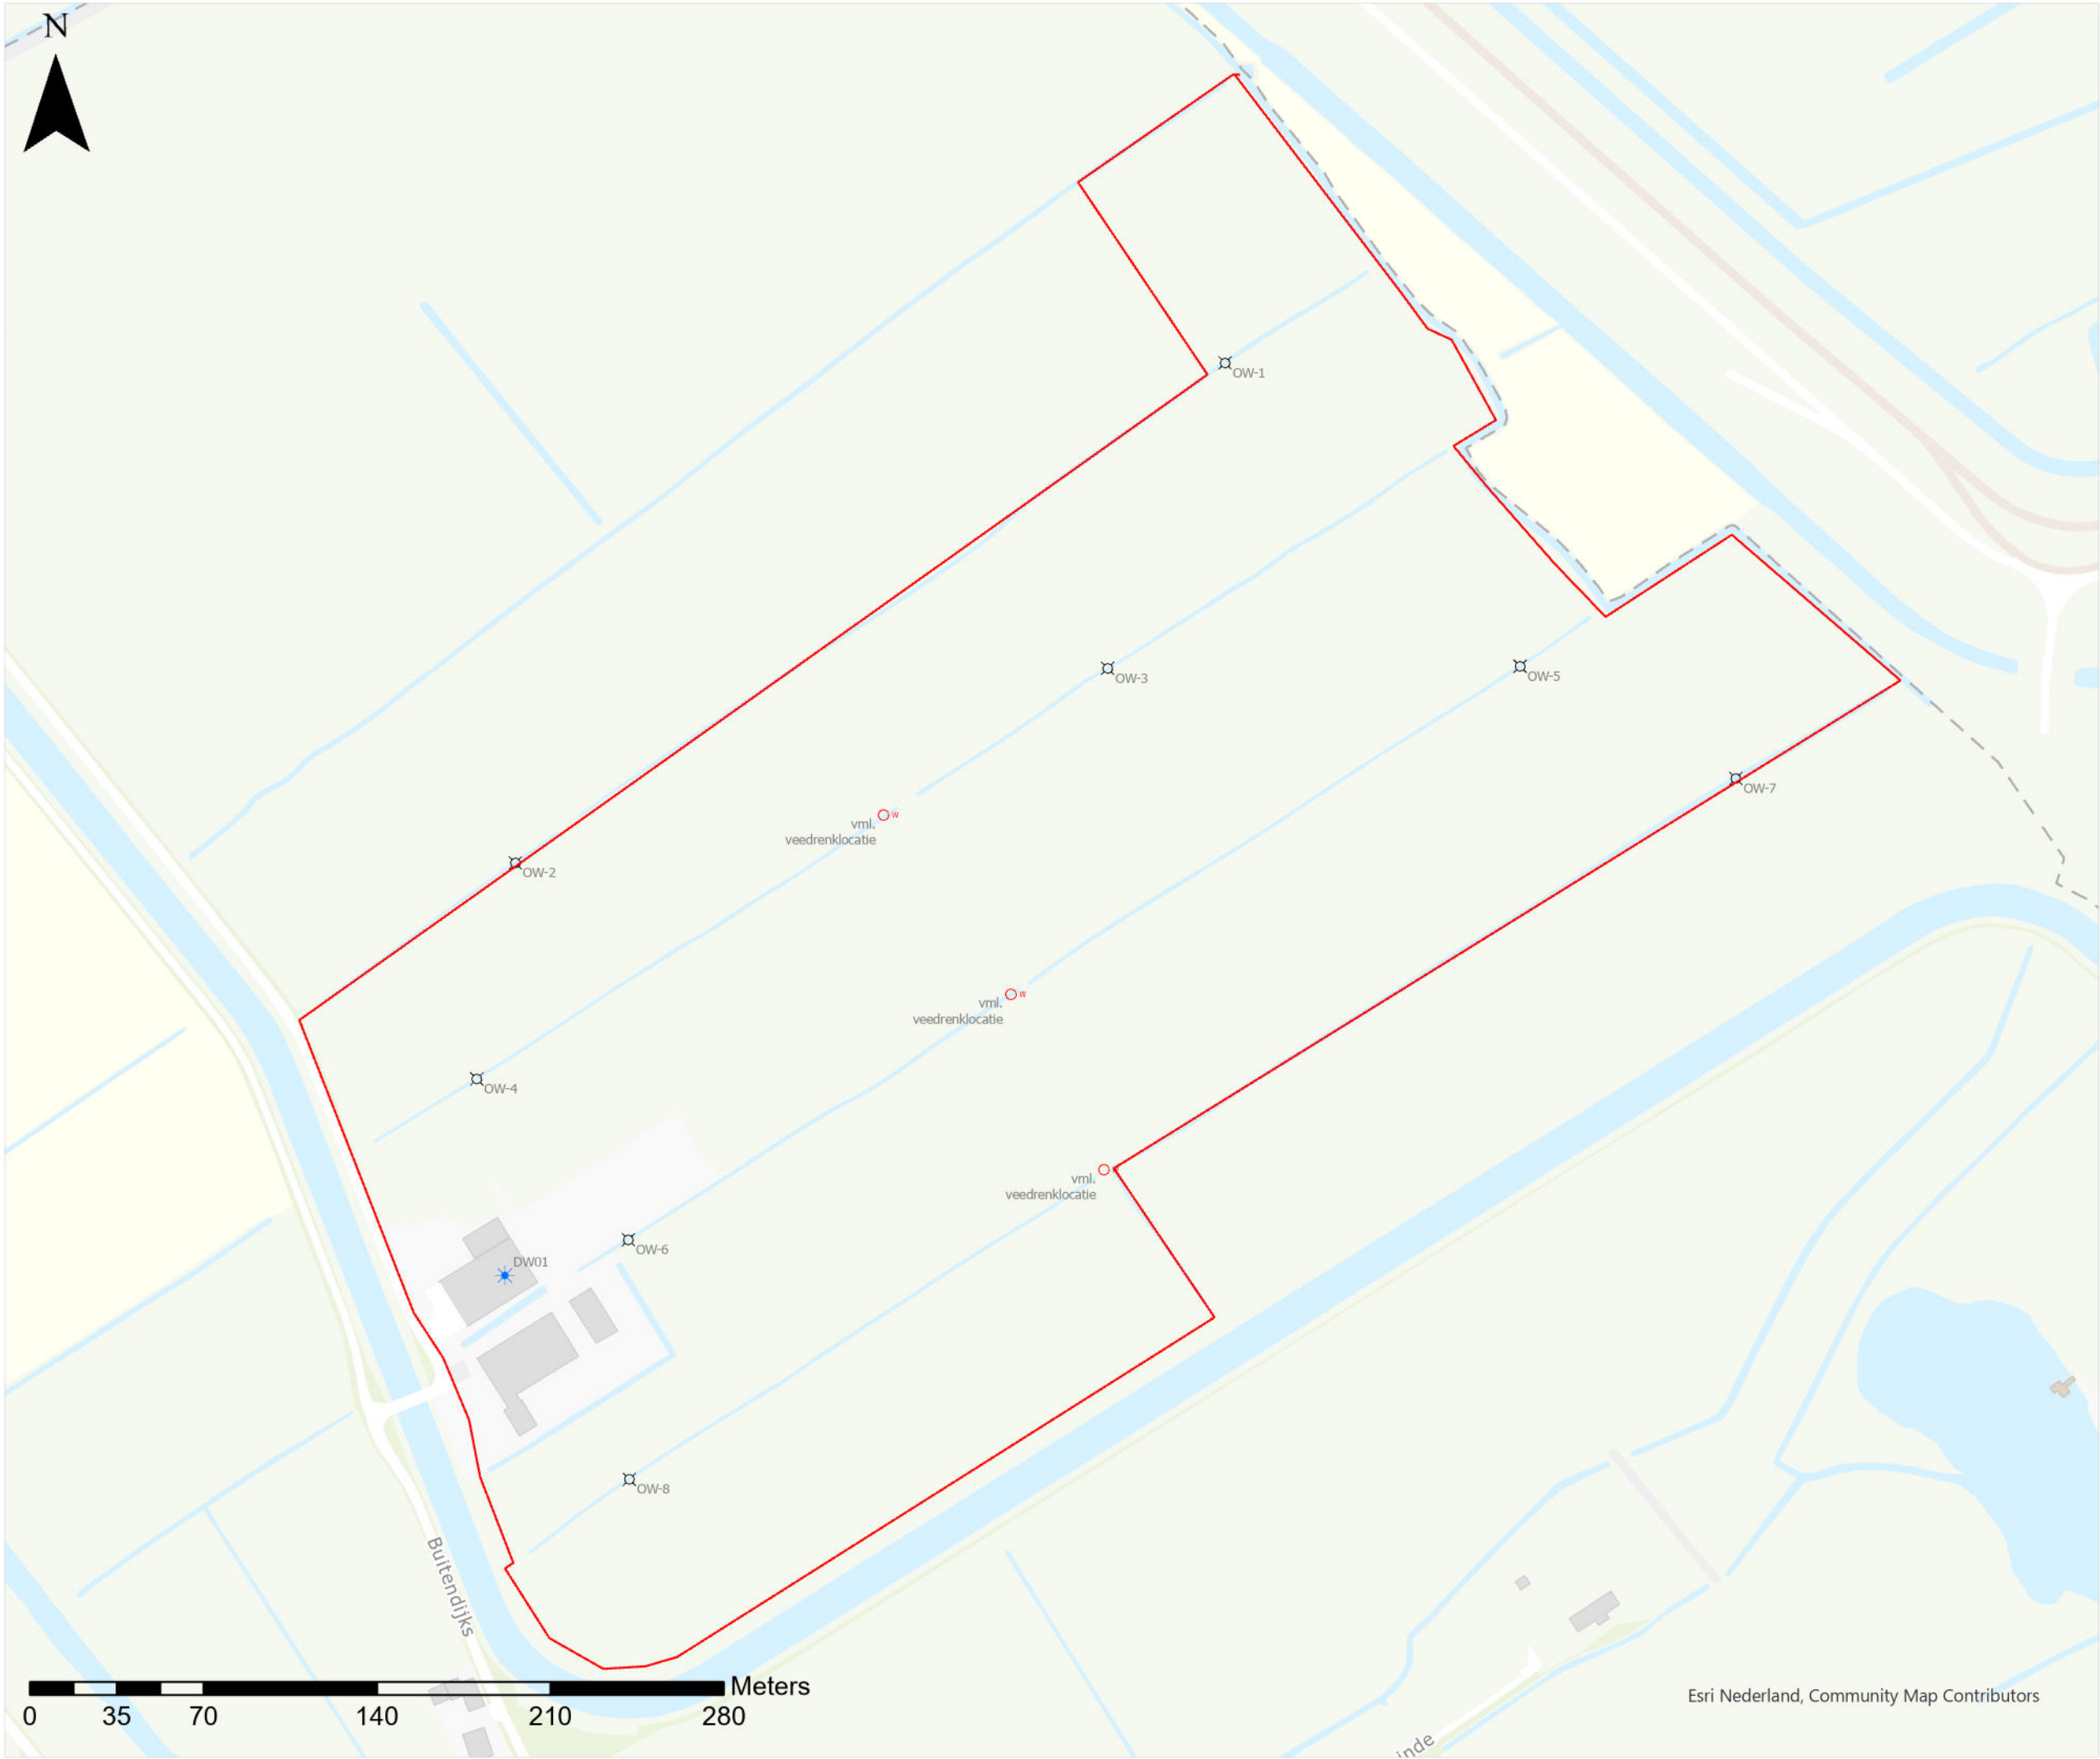 N
OW-1
OW-3
OW-5
OW-7
vml. W
veedrenklocatie
OW-2
vml. W
veedrenklocatie
OW-4
vml.
veedrenklocatie
OW-6
DW01
OW-8
Buitendijks
Meters
0 35 70 140 210 280
Esri Nederland, Community Map Contributors
inde